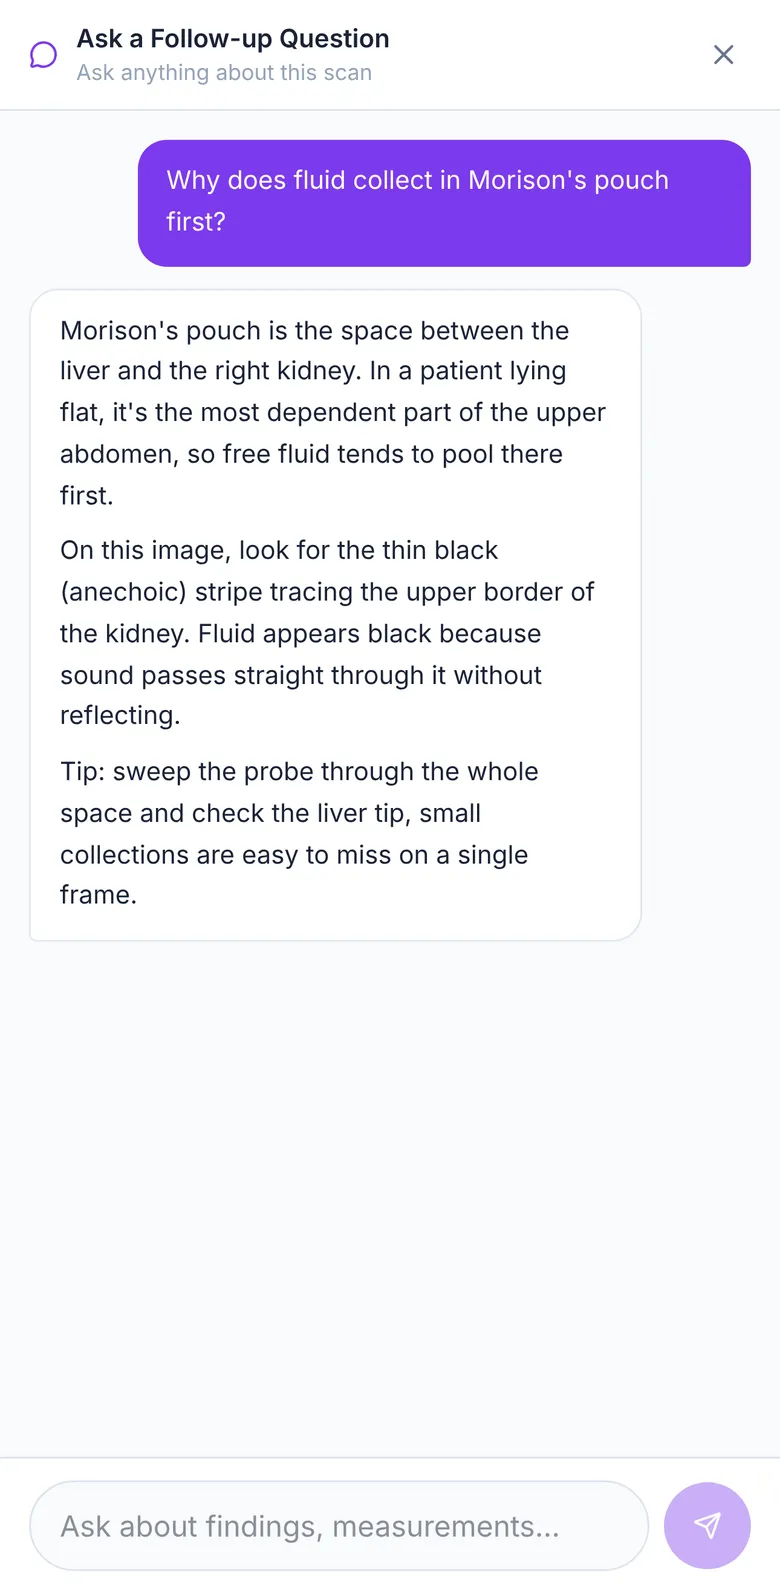 Ask a Follow-up Question
Ask anything about this scan
Why does fluid collect in Morison's pouch
first?
Morison's pouch is the space between the
liver and the right kidney. In a patient lying
flat, it's the most dependent part of the upper
abdomen, so free fluid tends to pool there
first.
On this image, look for the thin black
(anechoic) stripe tracing the upper border of
the kidney. Fluid appears black because
sound passes straight through it without
reflecting.
Tip: sweep the probe through the whole
space and check the liver tip, small
collections are easy to miss on a single
frame.
Ask about findings, measurements...